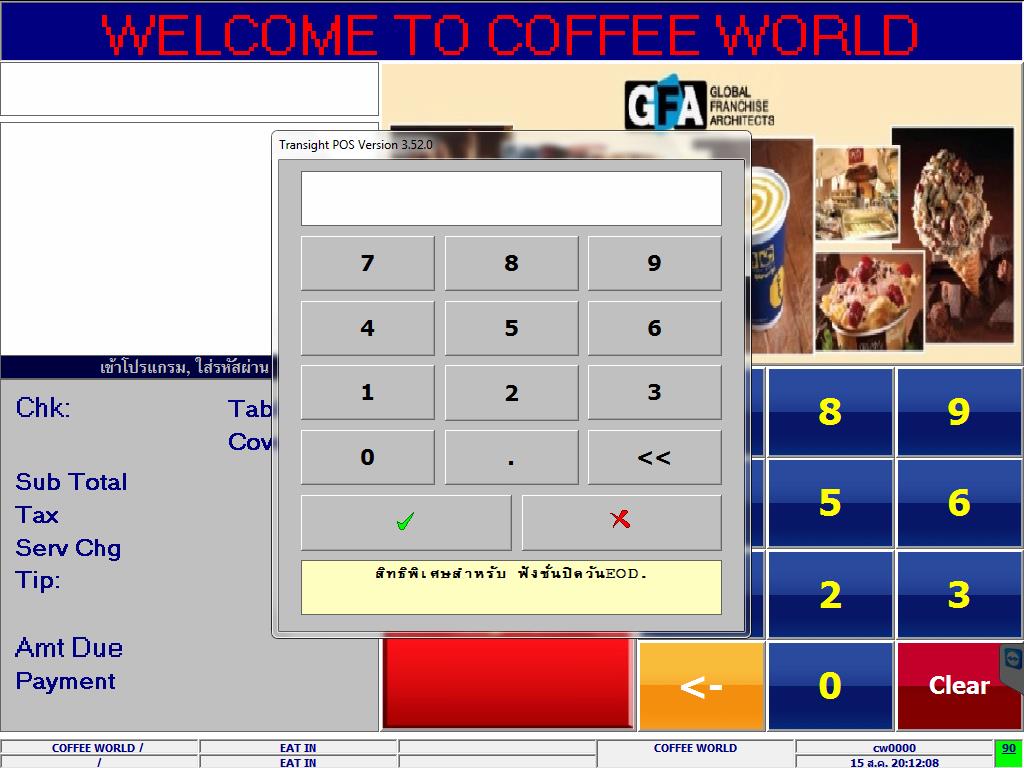 WELCOME TO COFFEE WORLD
GFA GLOBAL
FRANCHISE
ARCHITECTS
Transight POS Version 3.52.0
7 8 9
4 5 6
1 2 3
0 . <<
สิทธิพิเศษสำหรับ ฟังชั่นปิดวันEOD.
เข้าโปรแกรม, ใส่รหัสผ่าน
Chk:
Tab
Cov
Sub Total
Tax
Serv Chg
Tip:
Amt Due
Payment
8 9
5 6
2 3
<- 0 Clear
COFFEE WORLD / EAT IN COFFEE WORLD cw0000 90
/ EAT IN 15 ส.ค. 20:12:08